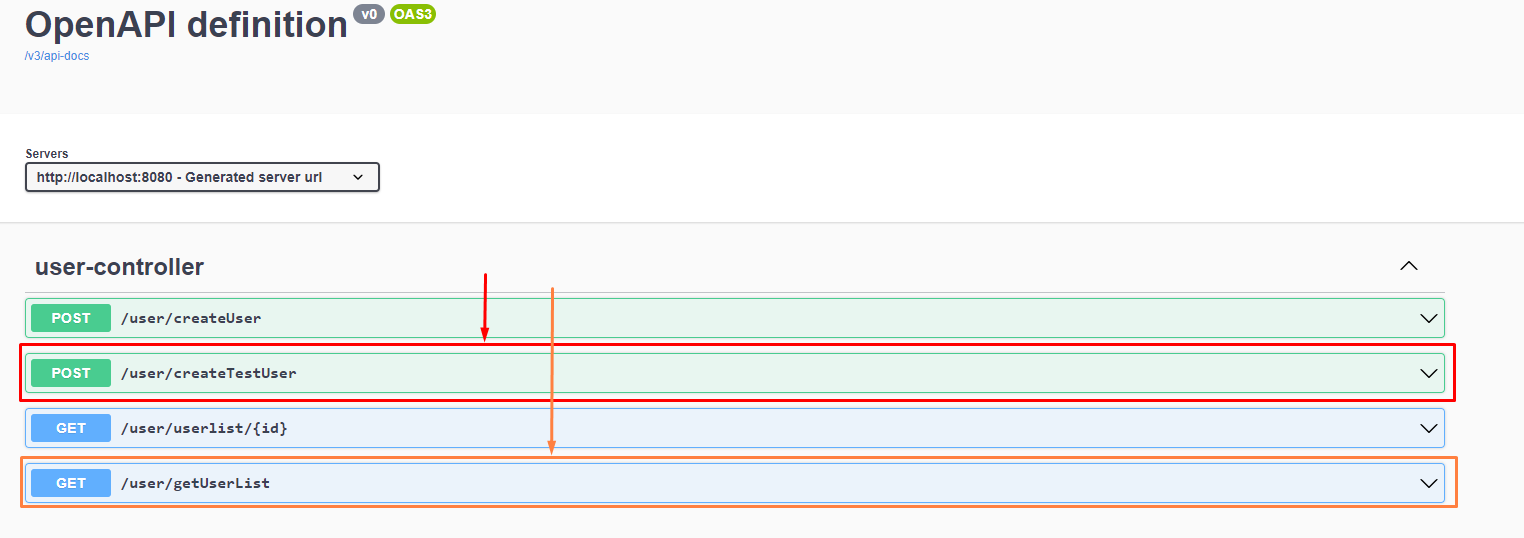 OpenAPI definition v0 OAS3
/v3/api-docs
Servers
http://localhost:8080 - Generated server url
user-controller
POST /user/createUser
POST /user/createTestUser
GET /user/userlist/{id}
GET /user/getUserList